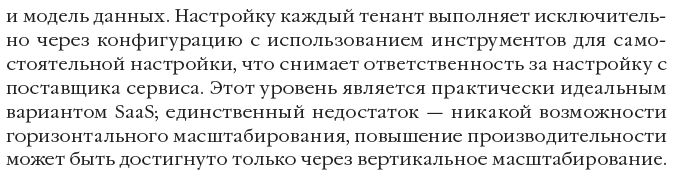 и модель данных. Настройку каждый тенант выполняет исключитель-
но через конфигурацию с использованием инструментов для само-
стоятельной настройки, что снимает ответственность за настройку с
поставщика сервиса. Этот уровень является практически идеальным
вариантом SaaS; единственный недостаток — никакой возможности
горизонтального масштабирования, повышение производительности
может быть достигнуто только через вертикальное масштабирование.